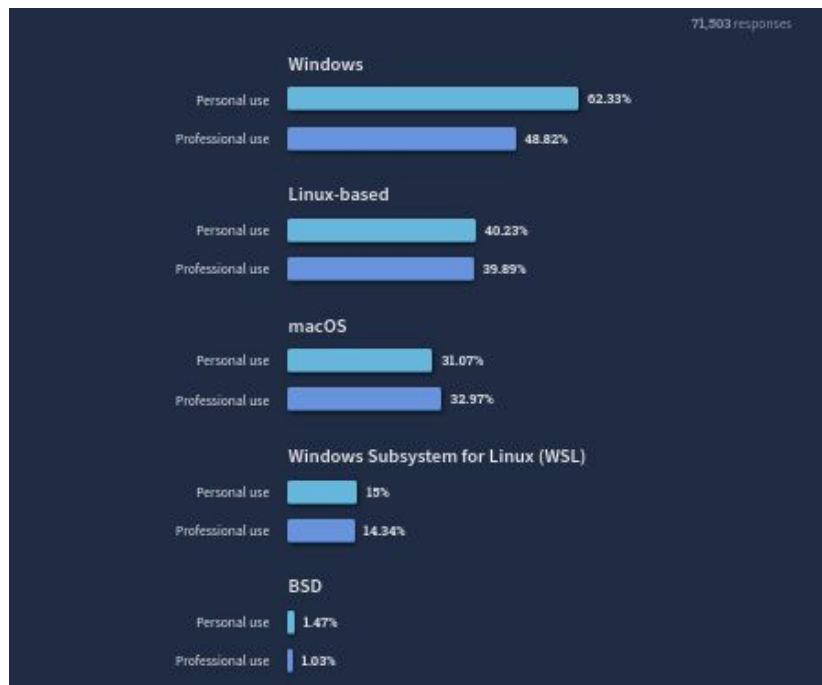 71,503 responses
Windows
Personal use 62.33%
Professional use 48.82%
Linux-based
Personal use 40.23%
Professional use 39.89%
macOS
Personal use 31.07%
Professional use 32.97%
Windows Subsystem for Linux (WSL)
Personal use 15%
Professional use 14.34%
BSD
Personal use 1.47%
Professional use 1.03%